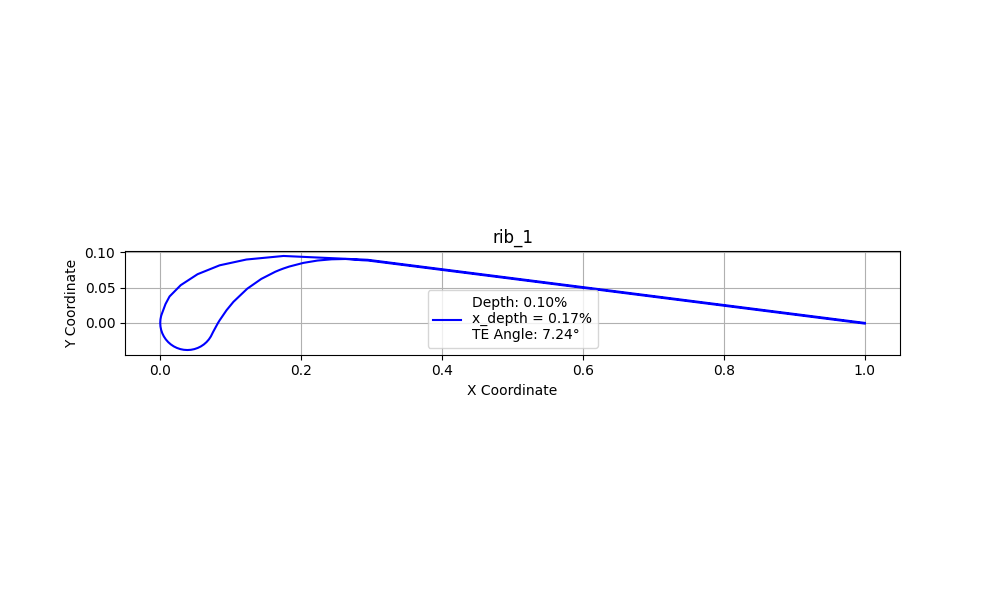 rib_1
0.10
0.05
0.00
Y Coordinate
Depth: 0.10%
x_depth = 0.17%
TE Angle: 7.24°
0.0 0.2 0.4 0.6 0.8 1.0
X Coordinate